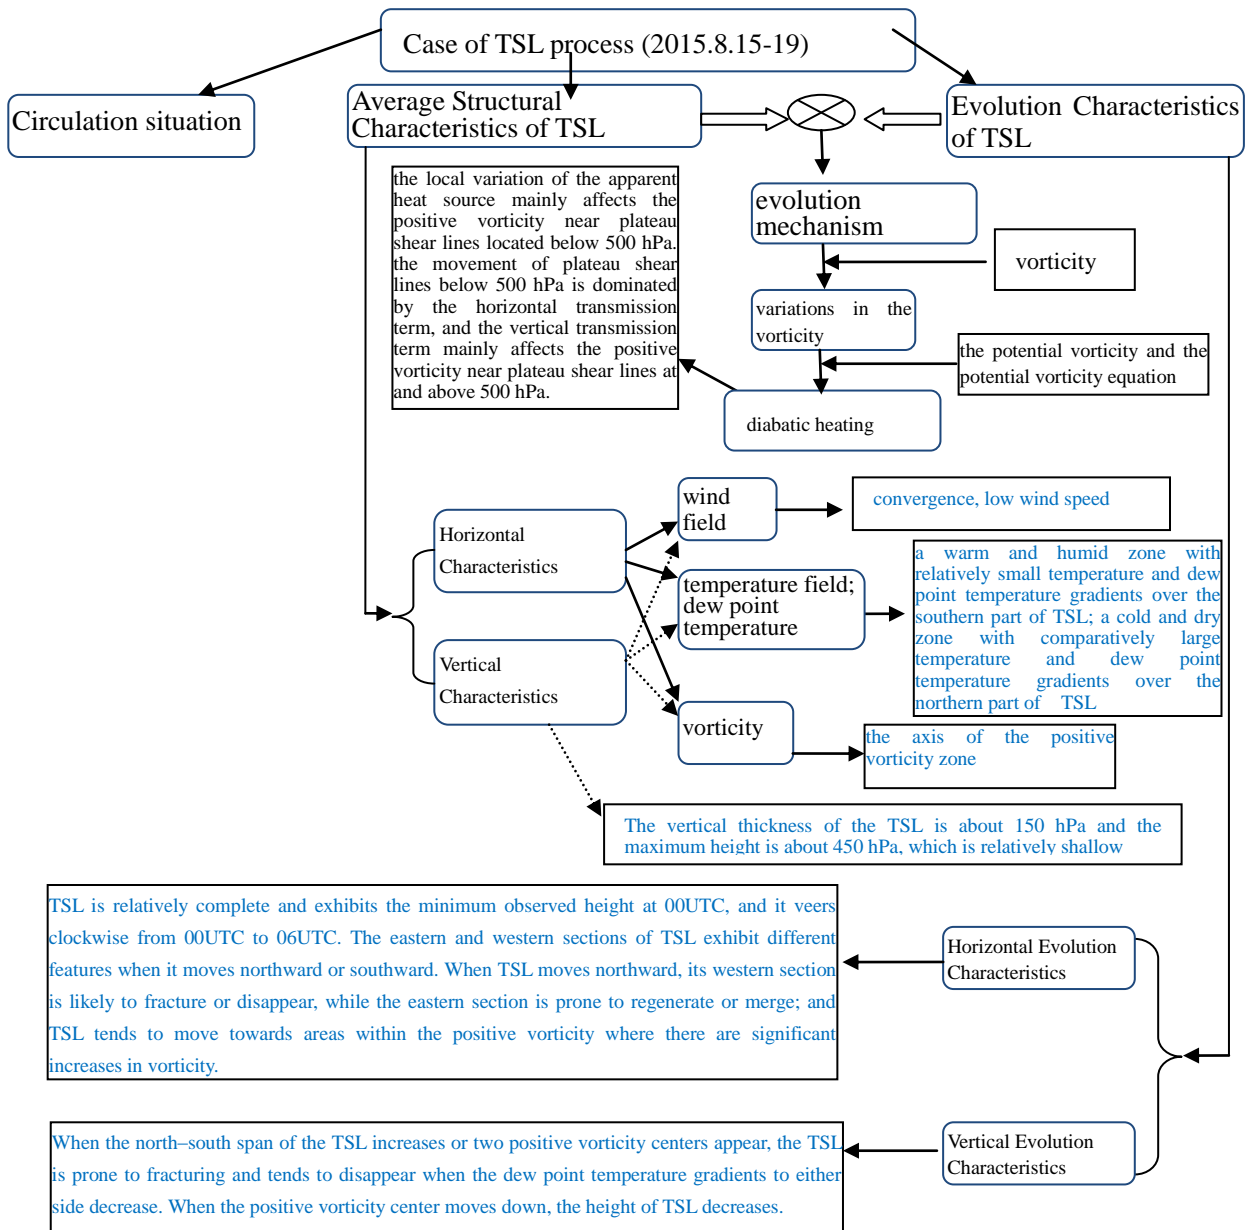 Case of TSL process (2015.8.15-19)
Circulation situation
Average Structural
Characteristics of TSL
Evolution Characteristics
of TSL
the local variation of the apparent
heat source mainly affects the
positive vorticity near plateau
shear lines located below 500 hPa.
the movement of plateau shear
lines below 500 hPa is dominated
by the horizontal transmission
term, and the vertical transmission
term mainly affects the positive
vorticity near plateau shear lines at
and above 500 hPa.
evolution
mechanism
vorticity
variations in the
vorticity
the potential vorticity and the
potential vorticity equation
diabatic heating
Horizontal
Characteristics
Vertical
Characteristics
wind
field
convergence, low wind speed
temperature field;
dew point
temperature
a warm and humid zone with
relatively small temperature and dew
point temperature gradients over the
southern part of TSL; a cold and dry
zone with comparatively large
temperature and dew point
temperature gradients over the
northern part of TSL
vorticity
the axis of the positive
vorticity zone
The vertical thickness of the TSL is about 150 hPa and the
maximum height is about 450 hPa, which is relatively shallow
TSL is relatively complete and exhibits the minimum observed height at 00UTC, and it veers
clockwise from 00UTC to 06UTC. The eastern and western sections of TSL exhibit different
features when it moves northward or southward. When TSL moves northward, its western section
is likely to fracture or disappear, while the eastern section is prone to regenerate or merge; and
TSL tends to move towards areas within the positive vorticity where there are significant
increases in vorticity.
Horizontal Evolution
Characteristics
When the north–south span of the TSL increases or two positive vorticity centers appear, the TSL
is prone to fracturing and tends to disappear when the dew point temperature gradients to either
side decrease. When the positive vorticity center moves down, the height of TSL decreases.
Vertical Evolution
Characteristics